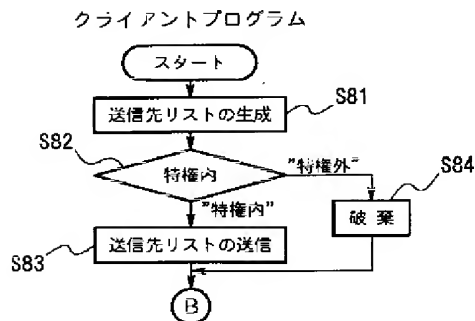 クライアントプログラム
スタート
送信先リストの生成
S81
S82
特権内
"特権外"
S84
"特権内"
破棄
送信先リストの送信
S83
B